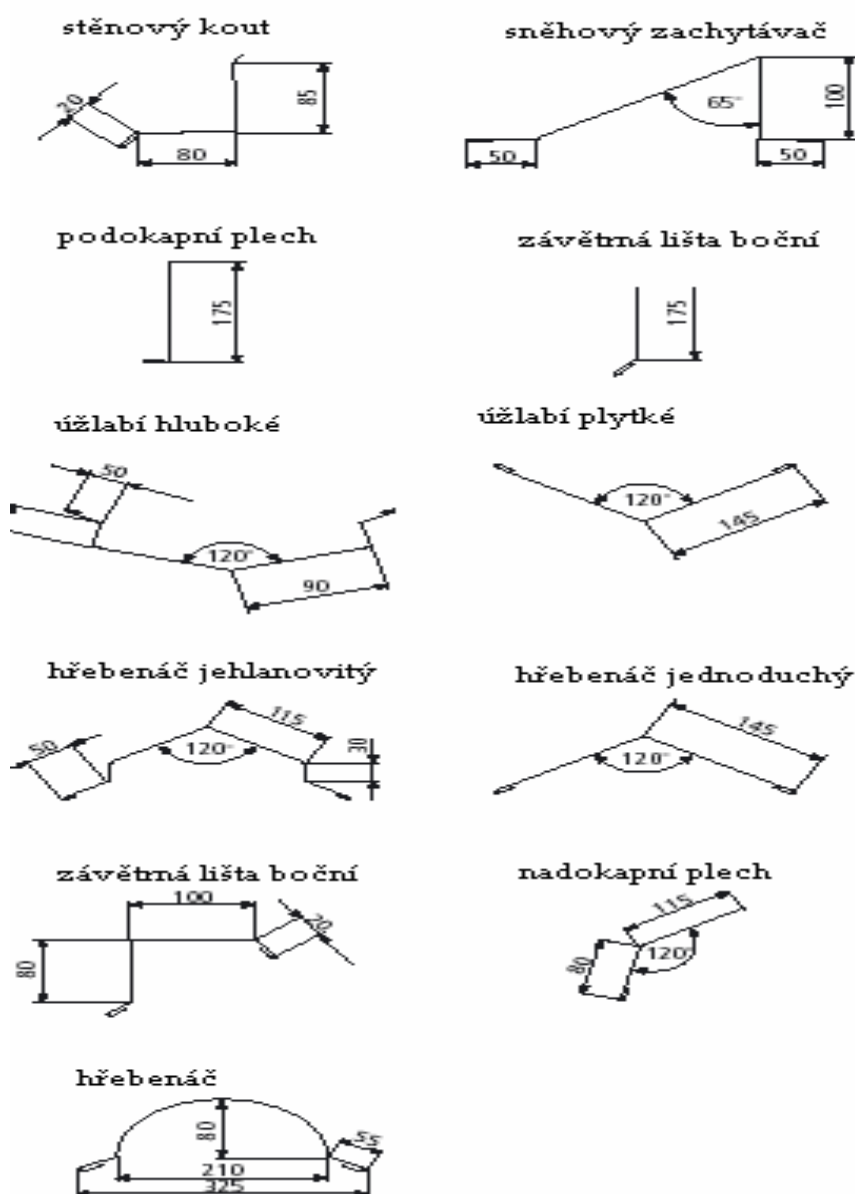 stěnový kout
sněhový zachytávač
20
85
80
65°
100
50
50
podokapní plech
závětrná lišta boční
175
175
úžlabí hluboké
úžlabí plytké
50
120°
90
120°
145
hřebenáč jehlanovitý
hřebenáč jednoduchý
50
115
120°
30
145
120°
závětrná lišta boční
nadokapní plech
100
20
80
115
80
120°
hřebenáč
80
55
210
325